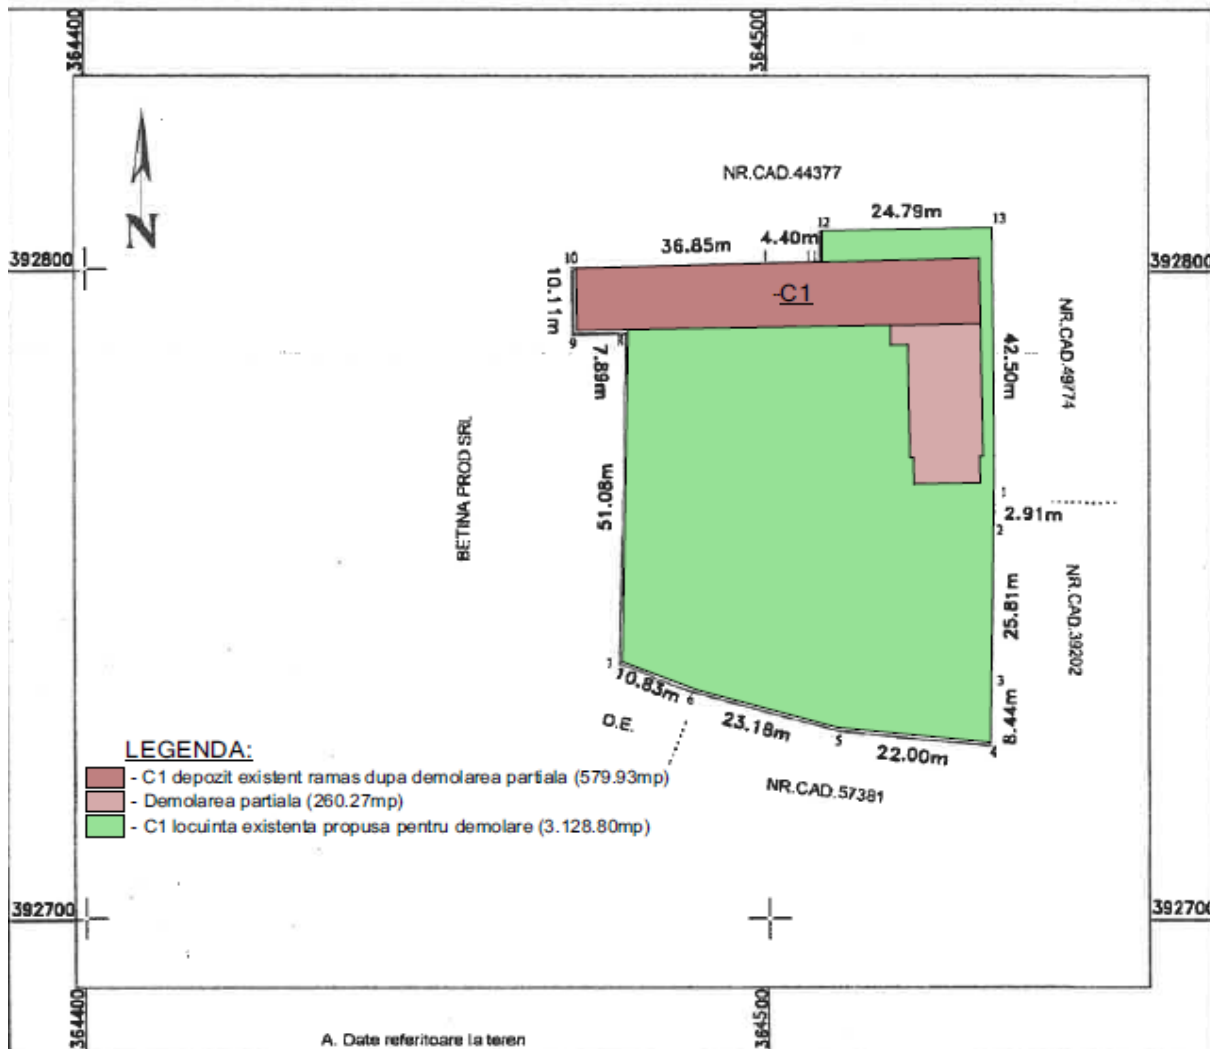 364400
364500
NR.CAD.44377
12
24.79m
13
36.85m
4.40m
N
392800
10
11
392800
10.11m
-C1
NR.CAD.49774
9
7.89m
42.50m
BETINA PROD SRL
51.08m
1
2.91m
2
25.81m
NR.CAD.39202
3
10.83m
6
8.44m
D.E.
23.18m
5
22.00m
4
NR.CAD.57381
LEGENDA:
- C1 depozit existent ramas dupa demolarea partiala (579.93mp)
- Demolarea partiala (260.27mp)
- C1 locuinta existenta propusa pentru demolare (3.128.80mp)
392700
392700
364400
364500
A. Date referitoare la teren